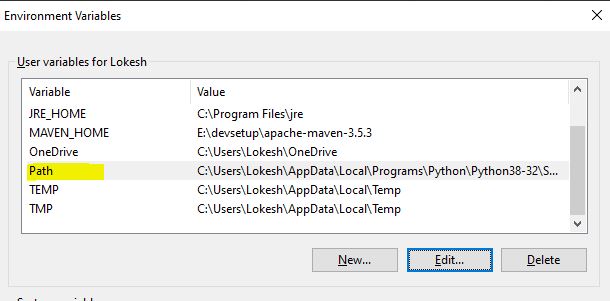 Environment Variables
User variables for Lokesh
Variable Value
JRE_HOME C:\Program Files\jre
MAVEN_HOME E:\devsetup\apache-maven-3.5.3
OneDrive C:\Users\Lokesh\OneDrive
Path C:\Users\Lokesh\AppData\Local\Programs\Python\Python38-32\S...
TEMP C:\Users\Lokesh\AppData\Local\Temp
TMP C:\Users\Lokesh\AppData\Local\Temp
New... Edit... Delete